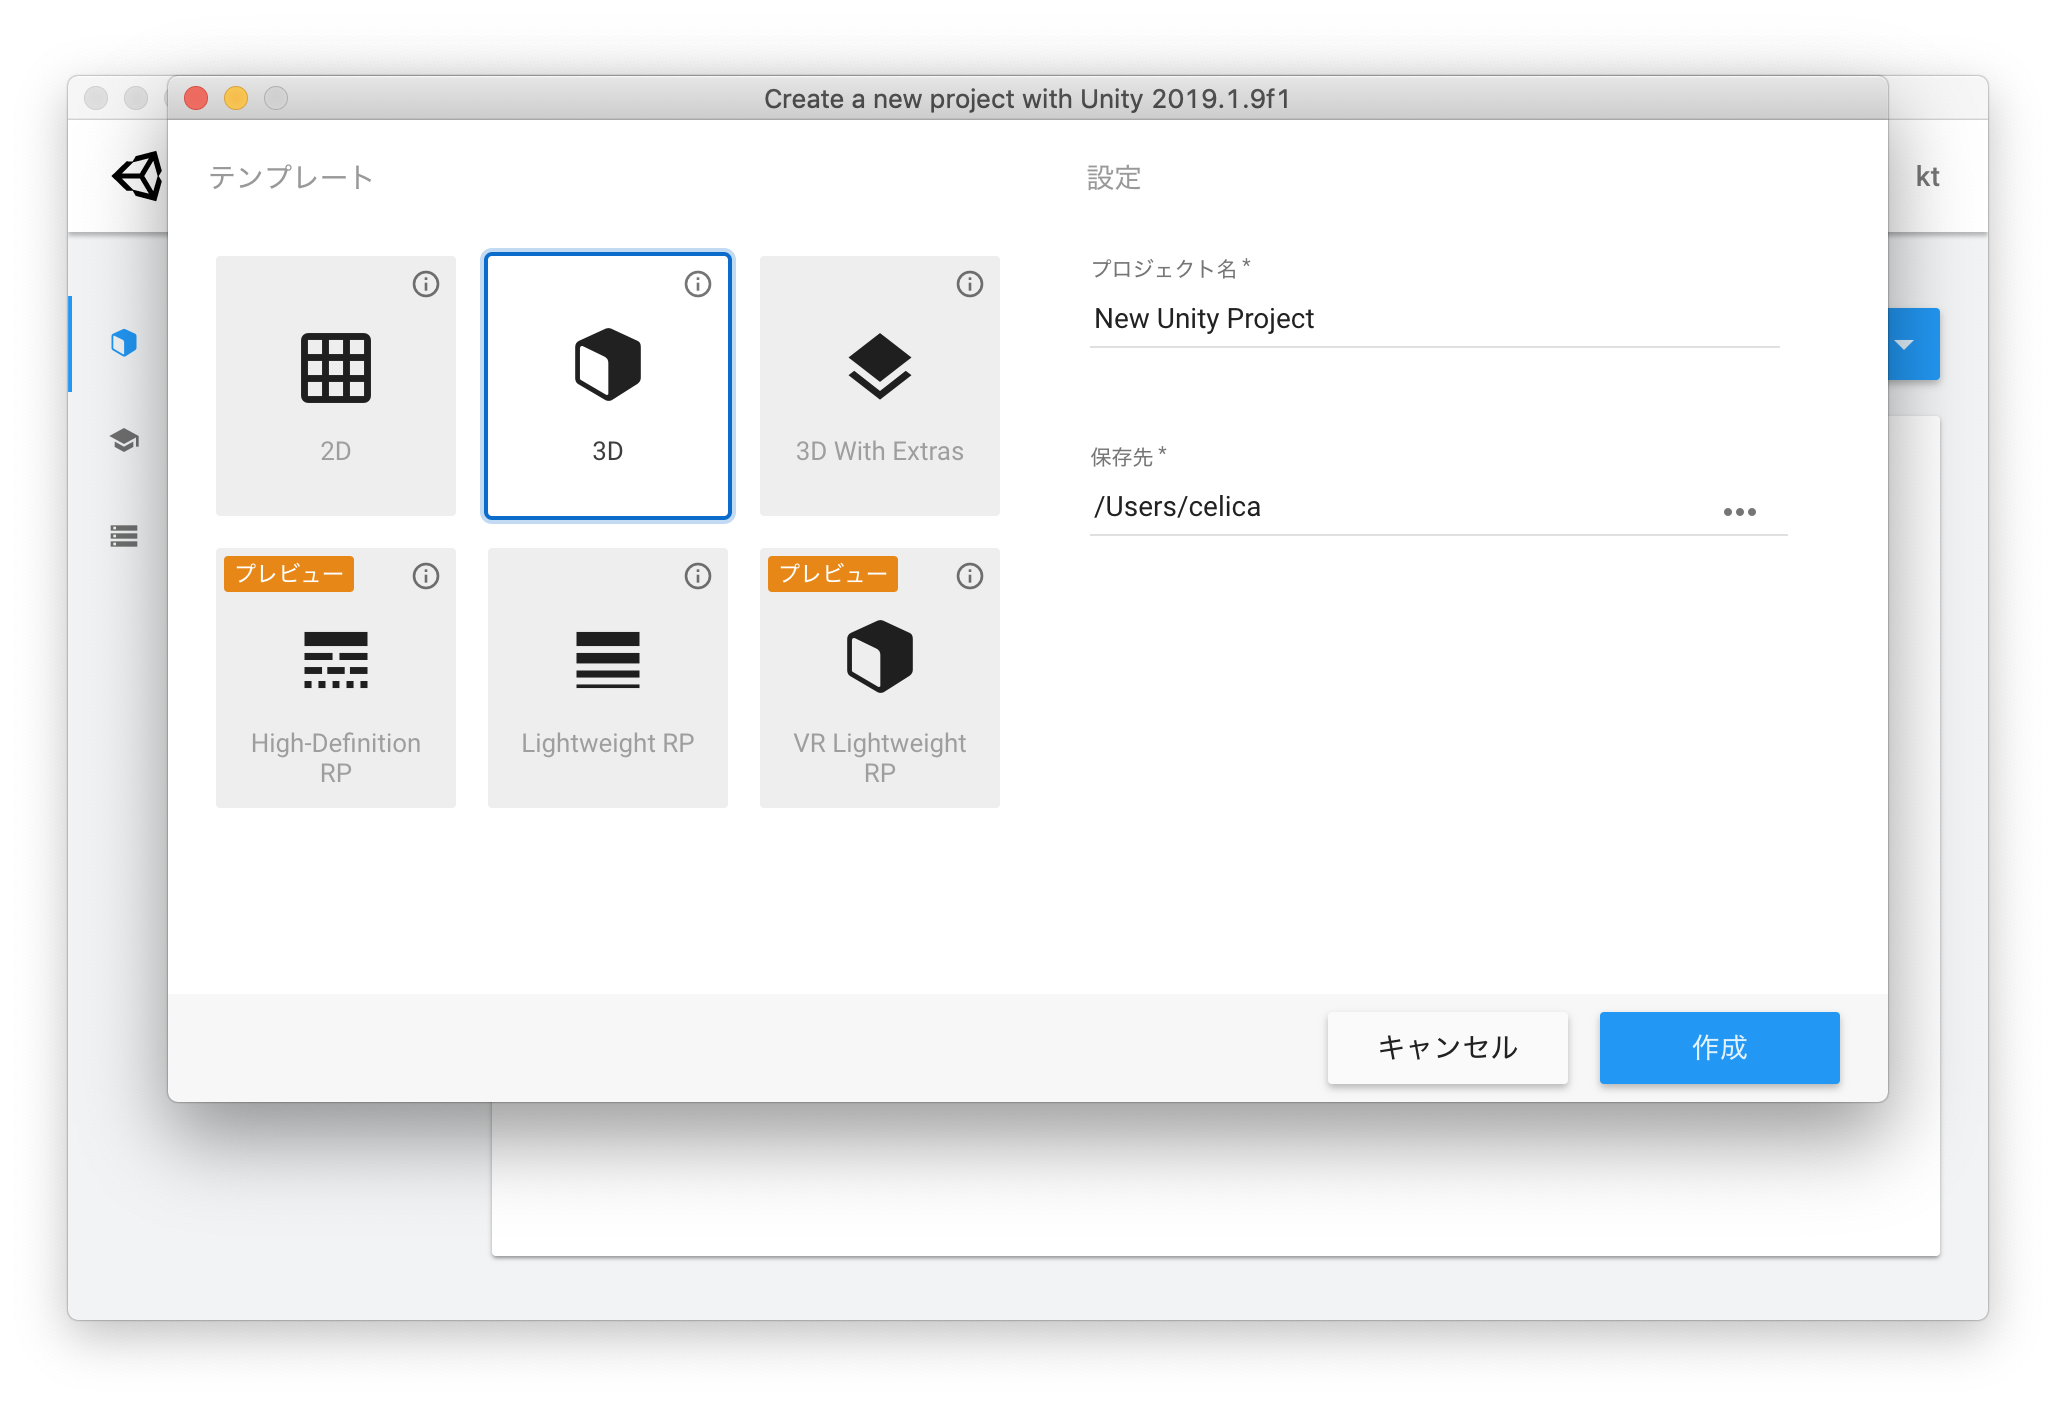 Create a new project with Unity 2019.1.9f1
kt
テンプレート
2D
3D
3D With Extras
プレビュー
High-Definition
RP
Lightweight RP
プレビュー
VR Lightweight
RP
設定
プロジェクト名 *
New Unity Project
保存先 *
/Users/celica
キャンセル
作成